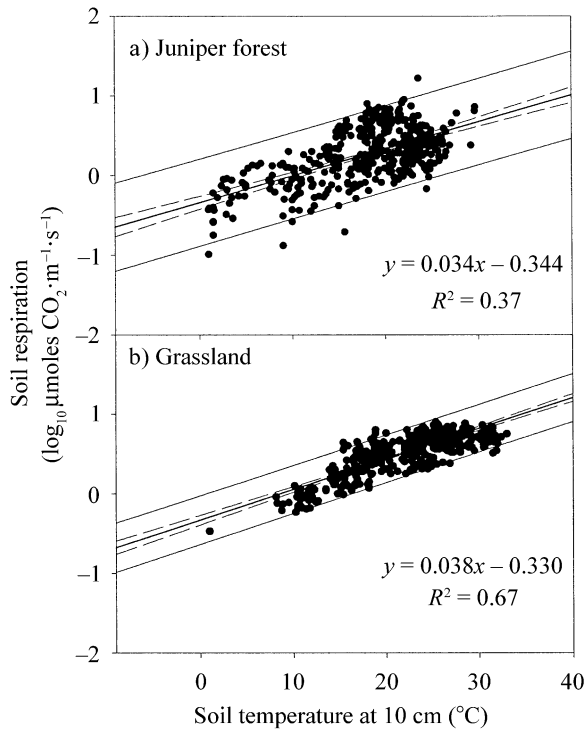 2
a) Juniper forest
1
0
−1
y = 0.034x − 0.344
R² = 0.37
−2
b) Grassland
1
0
−1
y = 0.038x − 0.330
R² = 0.67
−2
0 10 20 30 40
Soil temperature at 10 cm (°C)
Soil respiration
(log₁₀ μmoles CO₂·m⁻¹·s⁻¹)